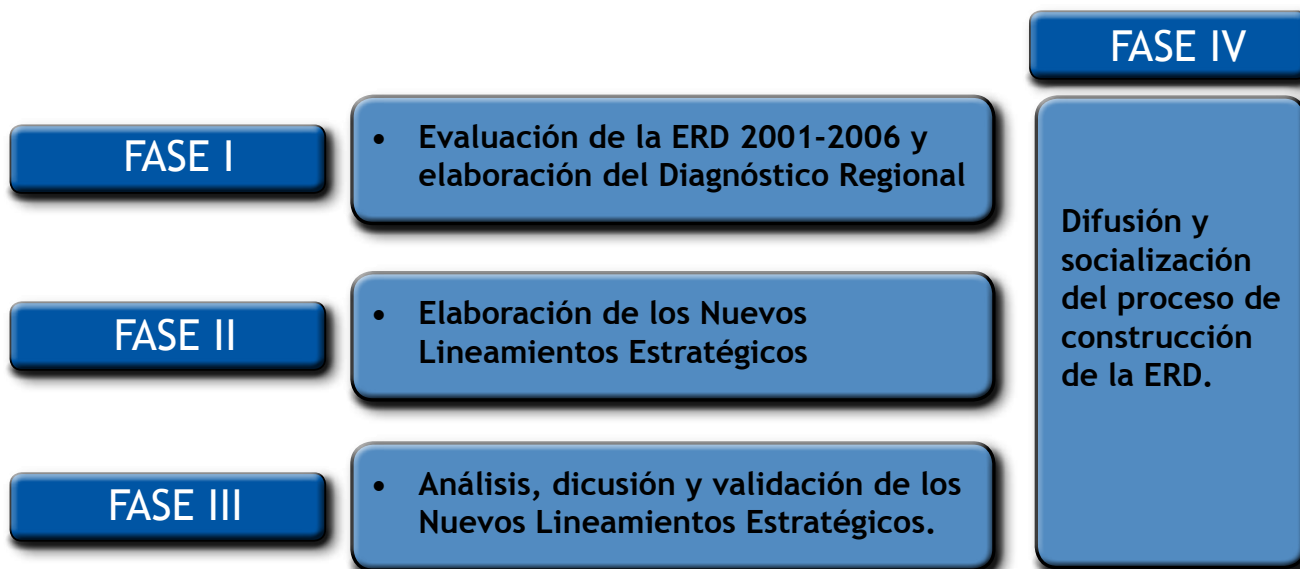 FASE I
• Evaluación de la ERD 2001-2006 y
elaboración del Diagnóstico Regional
FASE II
• Elaboración de los Nuevos
Lineamientos Estratégicos
FASE III
• Análisis, dicusión y validación de los
Nuevos Lineamientos Estratégicos.
FASE IV
Difusión y
socialización
del proceso de
construcción
de la ERD.